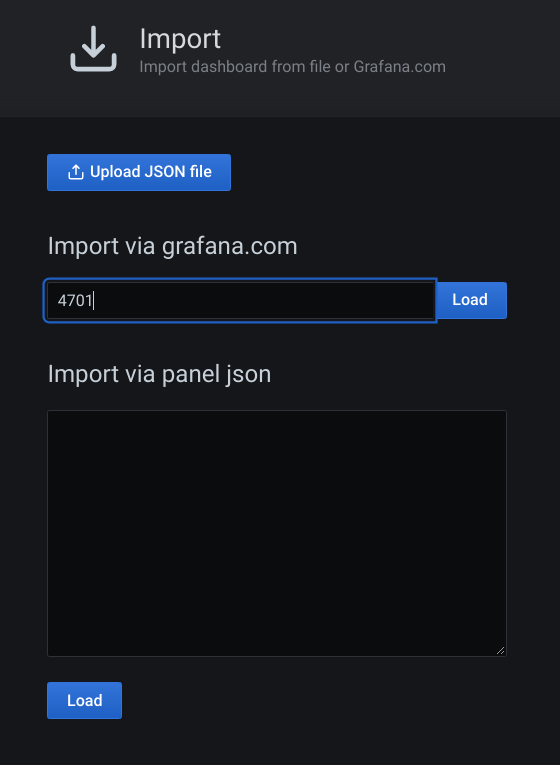 Import
Import dashboard from file or Grafana.com
Upload JSON file
Import via grafana.com
4701
Load
Import via panel json
Load